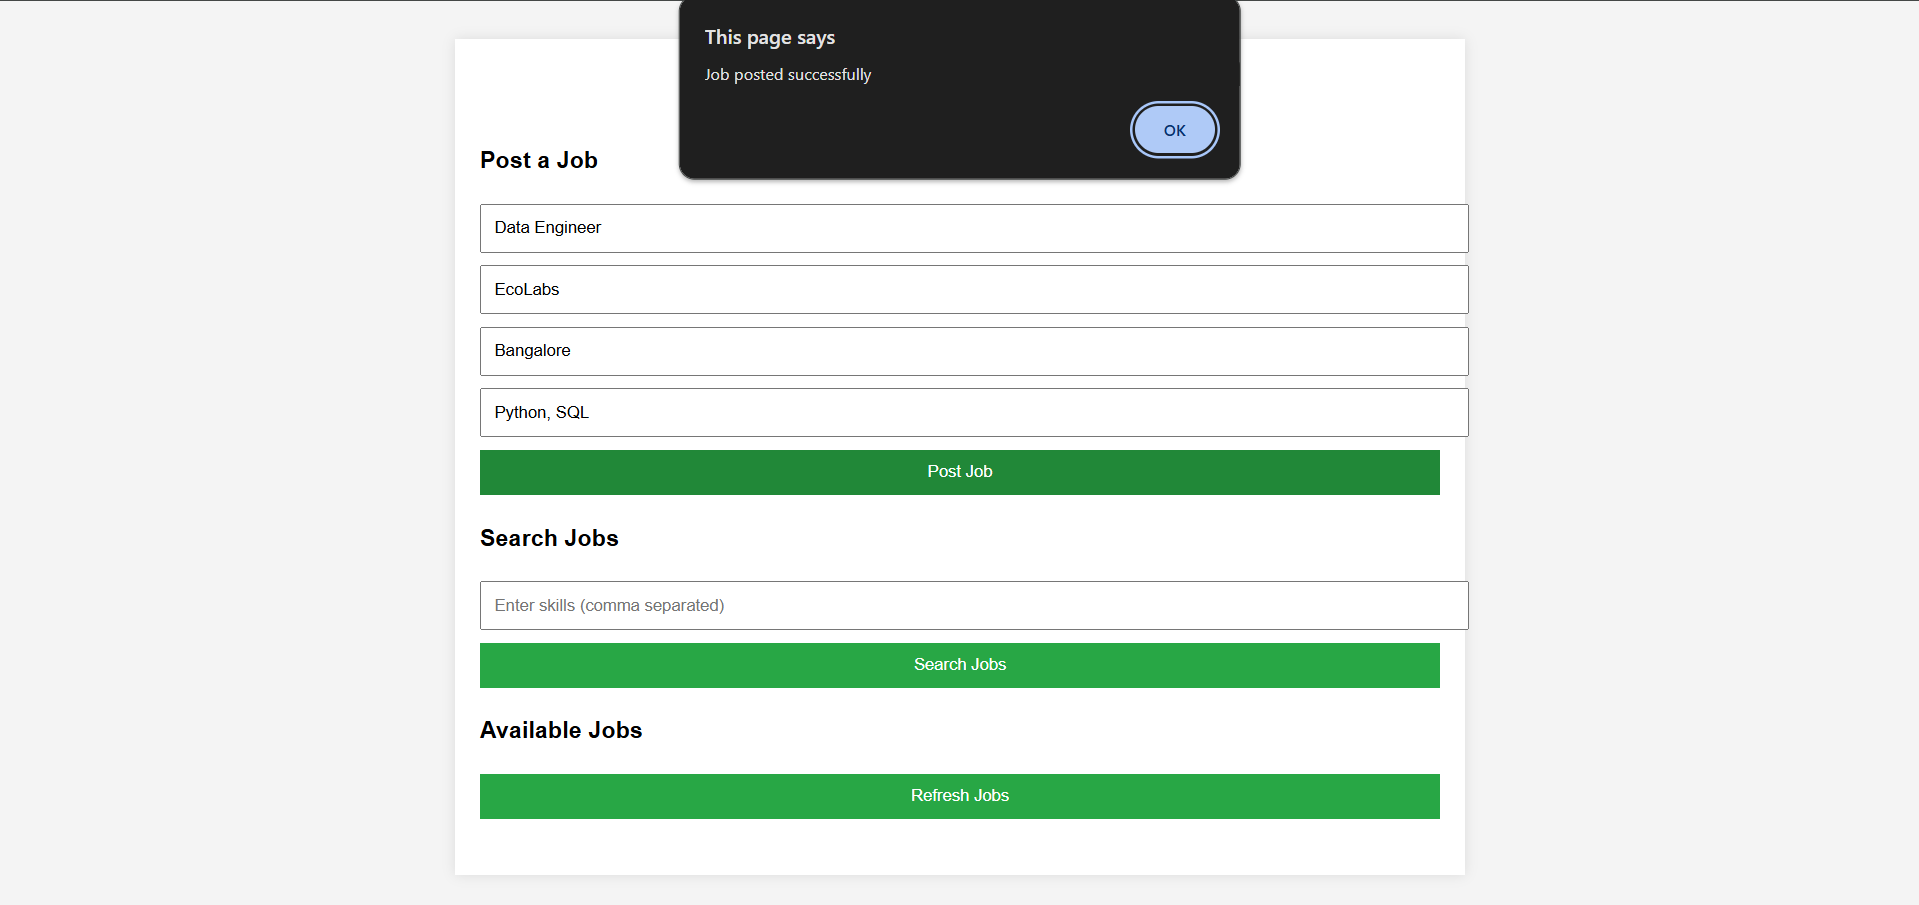 This page says
Job posted successfully
OK
Post a Job
Data Engineer
EcoLabs
Bangalore
Python, SQL
Post Job
Search Jobs
Enter skills (comma separated)
Search Jobs
Available Jobs
Refresh Jobs